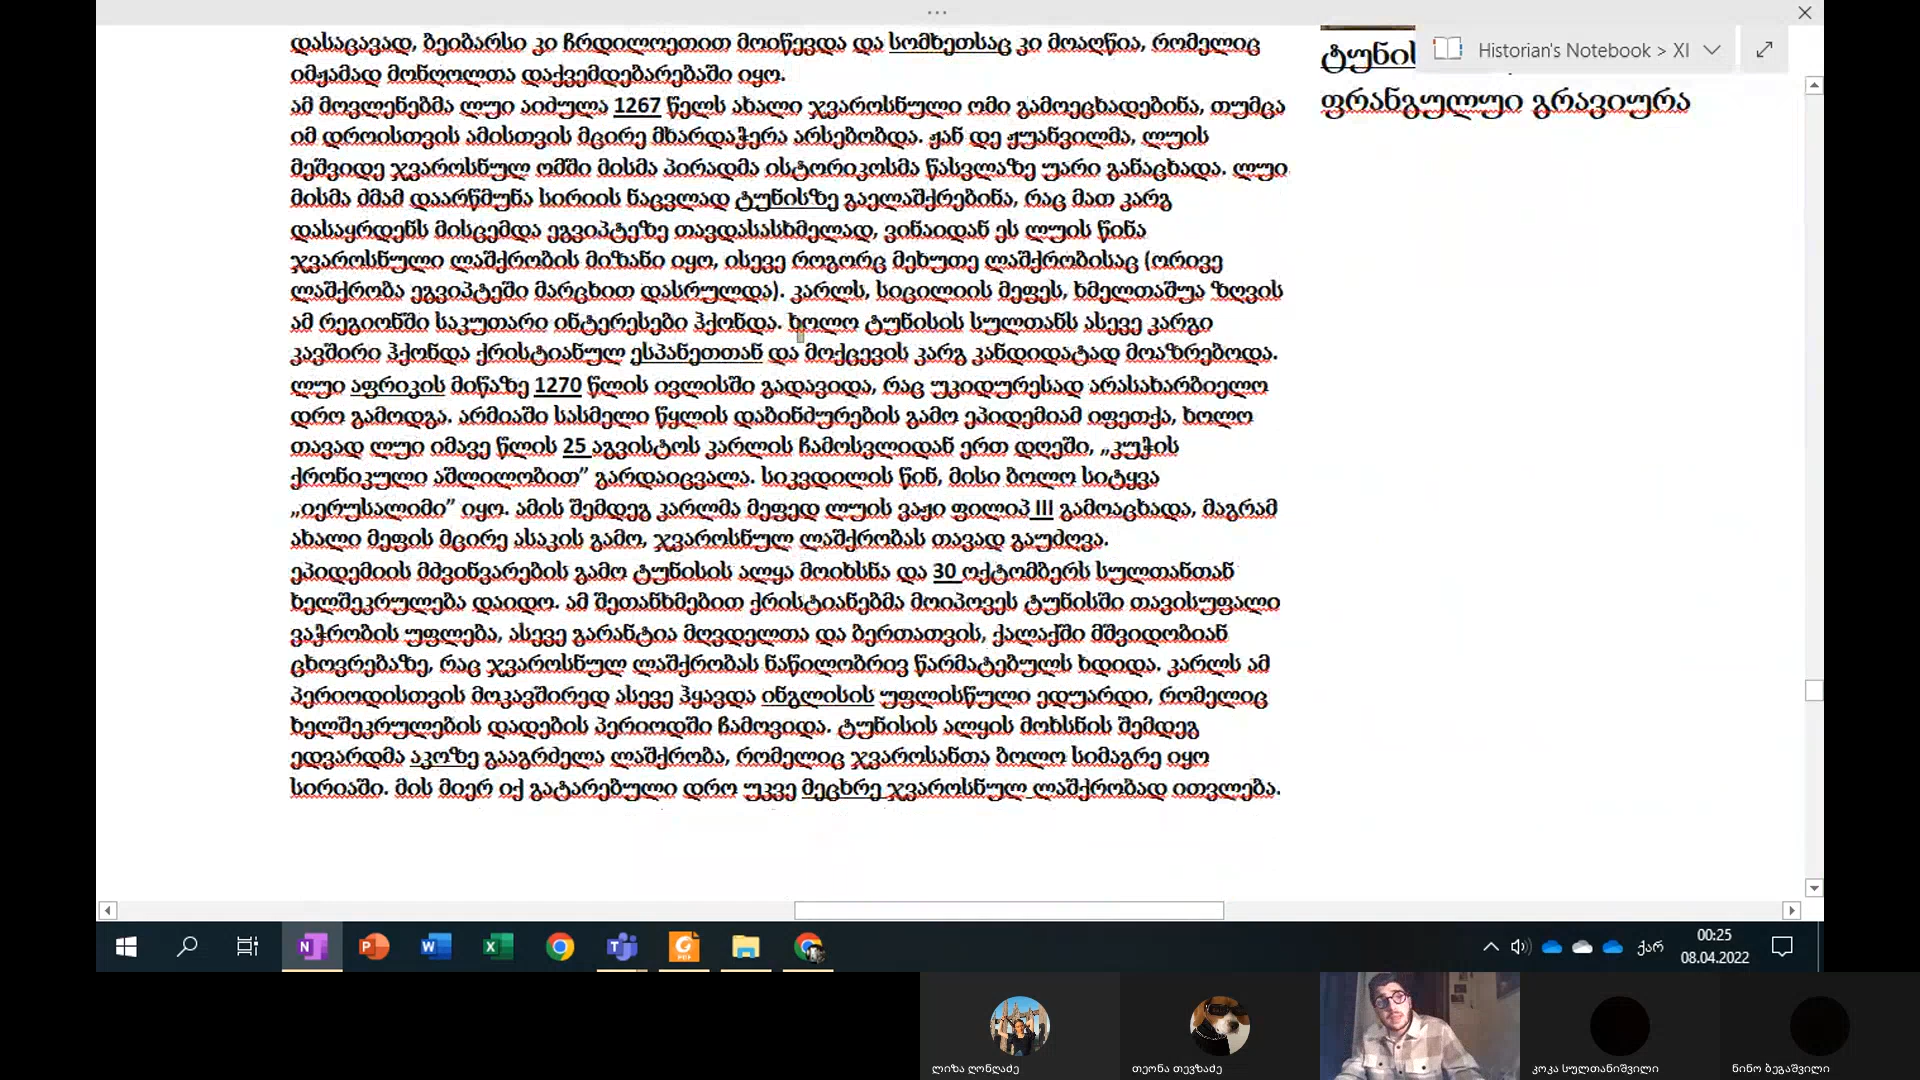 დასაცავად, ბეიბარსი კი ჩრდილოეთით მოიწევდა და სომხეთსაც კი მოაღწია, რომელიც
იმჟამად მონღოლთა დაქვემდებარებაში იყო.
ამ მოვლენებმა ლუი აიძულა 1267 წელს ახალი ჯვაროსნული ომი გამოეცხადებინა, თუმცა
იმ დროისთვის ამისთვის მცირე მხარდაჭერა არსებობდა. ჟან დე ჟუანვილმა, ლუის
მეშვიდე ჯვაროსნულ ომში მისმა პირადმა ისტორიკოსმა წასვლაზე უარი განაცხადა. ლუი
მისმა ძმამ დაარწმუნა სირიის ნაცვლად ტუნისზე გაელაშქრებინა, რაც მათ კარგ
დასაყრდენს მისცემდა ეგვიპტეზე თავდასასხმელად, ვინაიდან ეს ლუის წინა
ჯვაროსნული ლაშქრობის მიზანი იყო, ისევე როგორც მეხუთე ლაშქრობისაც (ორივე
ლაშქრობა ეგვიპტეში მარცხით დასრულდა). კარლს, სიცილიის მეფეს, ხმელთაშუა ზღვის
ამ რეგიონში საკუთარი ინტერესები ჰქონდა. ხოლო ტუნისის სულთანს ასევე კარგი
კავშირი ჰქონდა ქრისტიანულ ესპანეთთან და მოქცევის კარგ კანდიდატად მოაზრებოდა.
ლუი აფრიკის მიწაზე 1270 წლის ივლისში გადავიდა, რაც უკიდურესად არასახარბიელო
დრო გამოდგა. არმიაში სასმელი წყლის დაბინძურების გამო ეპიდემიამ იფეთქა, ხოლო
თავად ლუი იმავე წლის 25 აგვისტოს კარლის ჩამოსვლიდან ერთ დღეში, „კუჭის
ქრონიკული აშლილობით” გარდაიცვალა. სიკვდილის წინ, მისი ბოლო სიტყვა
„იერუსალიმი” იყო. ამის შემდეგ კარლმა მეფედ ლუის ვაჟი ფილიპ III გამოაცხადა, მაგრამ
ახალი მეფის მცირე ასაკის გამო, ჯვაროსნულ ლაშქრობას თავად გაუძღვა.
ეპიდემიის მძვინვარების გამო ტუნისის ალყა მოიხსნა და 30 ოქტომბერს სულთანთან
ხელშეკრულება დაიდო. ამ შეთანხმებით ქრისტიანებმა მოიპოვეს ტუნისში თავისუფალი
ვაჭრობის უფლება, ასევე გარანტია მღვდელთა და ბერთათვის, ქალაქში მშვიდობიან
ცხოვრებაზე, რაც ჯვაროსნულ ლაშქრობას ნაწილობრივ წარმატებულს ხდიდა. კარლს ამ
პერიოდისთვის მოკავშირედ ასევე ჰყავდა ინგლისის უფლისწული ედუარდი, რომელიც
ხელშეკრულების დადების პერიოდში ჩამოვიდა. ტუნისის ალყის მოხსნის შემდეგ
ედვარდმა აკოზე გააგრძელა ლაშქრობა, რომელიც ჯვაროსანთა ბოლო სიმაგრე იყო
სირიაში. მის მიერ იქ გატარებული დრო უკვე მეცხრე ჯვაროსნულ ლაშქრობად ითვლება.
Historian's Notebook > XI
ფრანგულუი გრავიურა
ქარ
00:25
08.04.2022
ლიზა ღონღაძე
თეონა თევზაძე
კოკა სულთანიშვილი
ნინო ბეგაშვილი